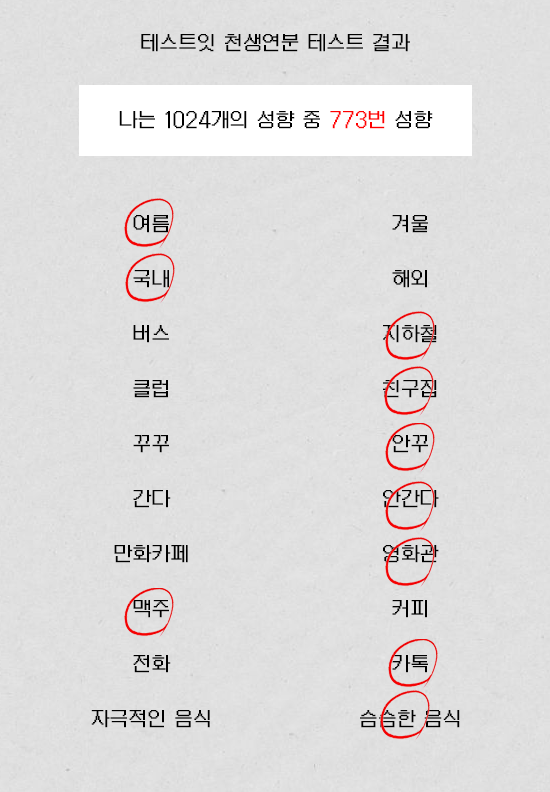 테스트잇 천생연분 테스트 결과
나는 1024개의 성향 중 773번 성향
여름 겨울
국내 해외
버스 지하철
클럽 친구집
꾸꾸 안꾸
간다 안간다
만화카페 영화관
맥주 커피
전화 카톡
자극적인 음식 슴슴한 음식